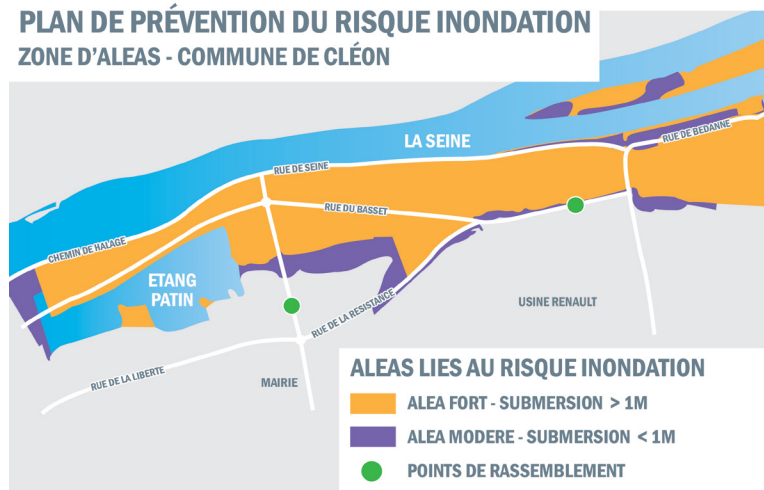 PLAN DE PRÉVENTION DU RISQUE INONDATION
ZONE D'ALEAS - COMMUNE DE CLÉON
LA SEINE
RUE DE BEDANNE
RUE DE SEINE
RUE DU BASSET
CHEMIN DE HALAGE
ETANG
PATIN
RUE DE LA RESISTANCE
USINE RENAULT
RUE DE LA LIBERTE
MAIRIE
ALEAS LIES AU RISQUE INONDATION
ALEA FORT - SUBMERSION > 1M
ALEA MODERE - SUBMERSION < 1M
POINTS DE RASSEMBLEMENT